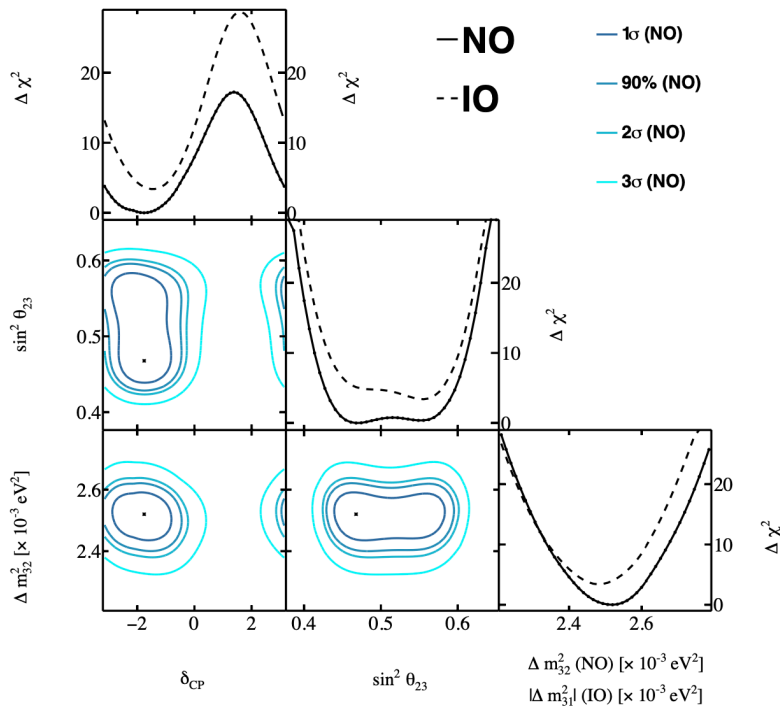 NO
IO
1σ (NO)
90% (NO)
2σ (NO)
3σ (NO)
Δ χ²
20
10
0
20
10
0
Δ χ²
sin² θ₂₃
0.6
0.5
0.4
20
10
0
Δ χ²
Δ m²₃₂ [× 10⁻³ eV²]
2.6
2.4
20
10
0
Δ χ²
−2 0 2
0.4 0.5 0.6
2.4 2.6
δCP
sin² θ₂₃
Δ m²₃₂ (NO) [× 10⁻³ eV²]
|Δ m²₃₁| (IO) [× 10⁻³ eV²]